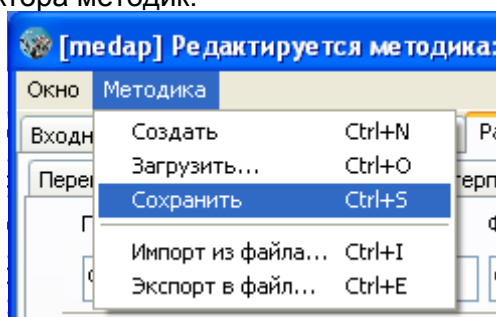 [medap] Редактируется методика:
Окно Методика
Создать Ctrl+N
Загрузить... Ctrl+O
Сохранить Ctrl+S
Импорт из файла... Ctrl+I
Экспорт в файл... Ctrl+E